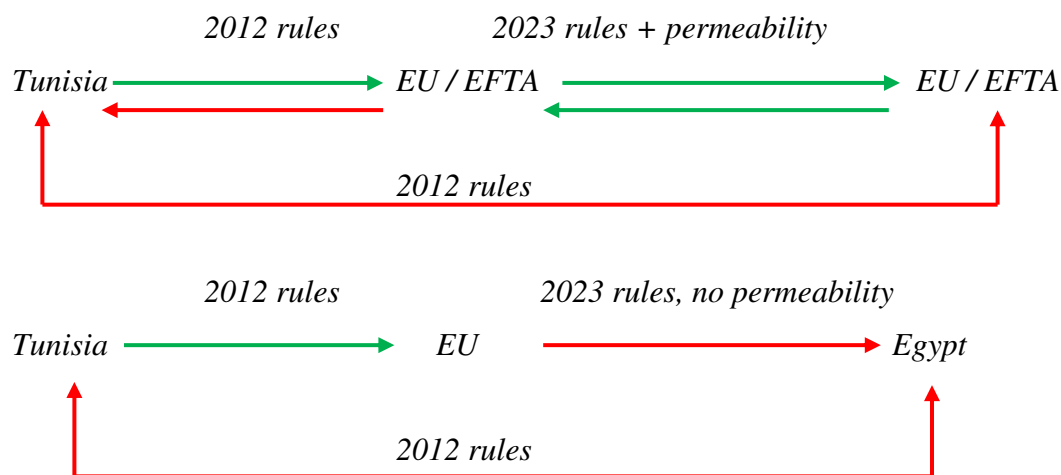 2012 rules 2023 rules + permeability
Tunisia EU / EFTA EU / EFTA
2012 rules
2012 rules 2023 rules, no permeability
Tunisia EU Egypt
2012 rules